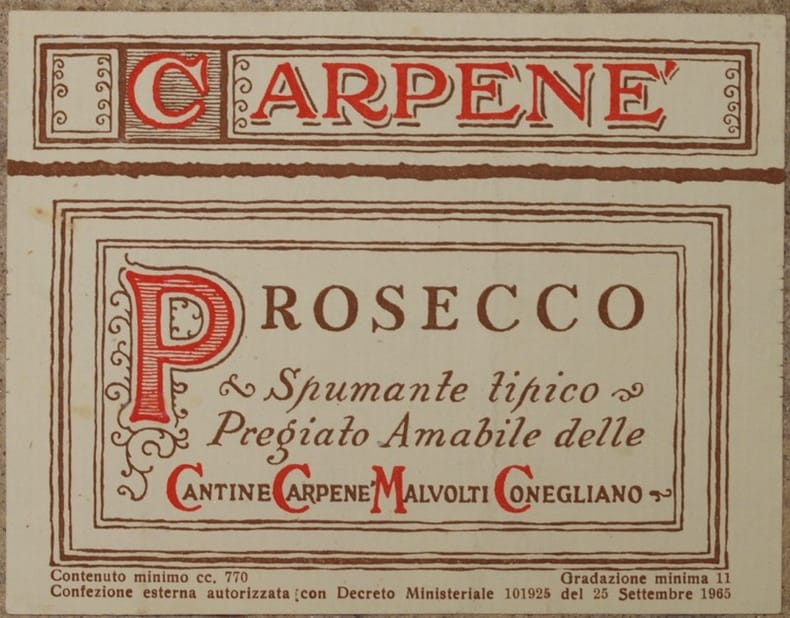 CARPENE'
PROSECCO
Spumante tipico
Pregiato Amabile delle
CANTINE CARPENE' MALVOLTI CONEGLIANO
Contenuto minimo cc. 770 Gradazione minima 11
Confezione esterna autorizzata con Decreto Ministeriale 101925 del 25 Settembre 1965